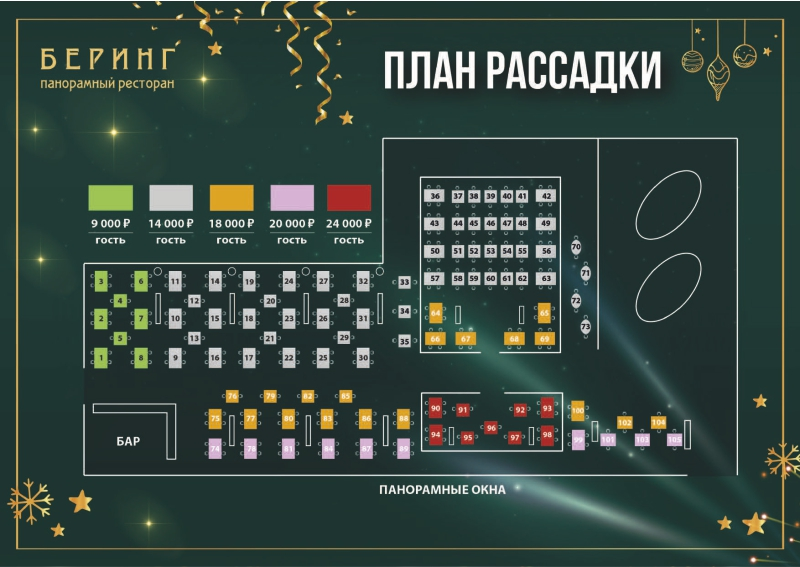 БЕРИНГ
панорамный ресторан
ПЛАН РАССАДКИ
9 000 ₽ 14 000 ₽ 18 000 ₽ 20 000 ₽ 24 000 ₽
гость гость гость гость гость
36 37 38 39 40 41 42
43 44 49 46 47 48 49
50 51 52 53 54 55 56
57 58 59 60 61 62 63
70
71
72
73
64 65
66 67 68 69
3 6 11 14 19 24 27 32 33
4 12 20 28
2 7 10 15 18 23 26 31 34
5 13 21 29 35
1 8 9 16 17 22 25 30
76 79 82 85
75 77 80 83 86 88
74 78 81 84 87 89
90 91 92 93
96
94 95 97 98
100 102 104
99 101 103 105
БАР
ПАНОРАМНЫЕ ОКНА